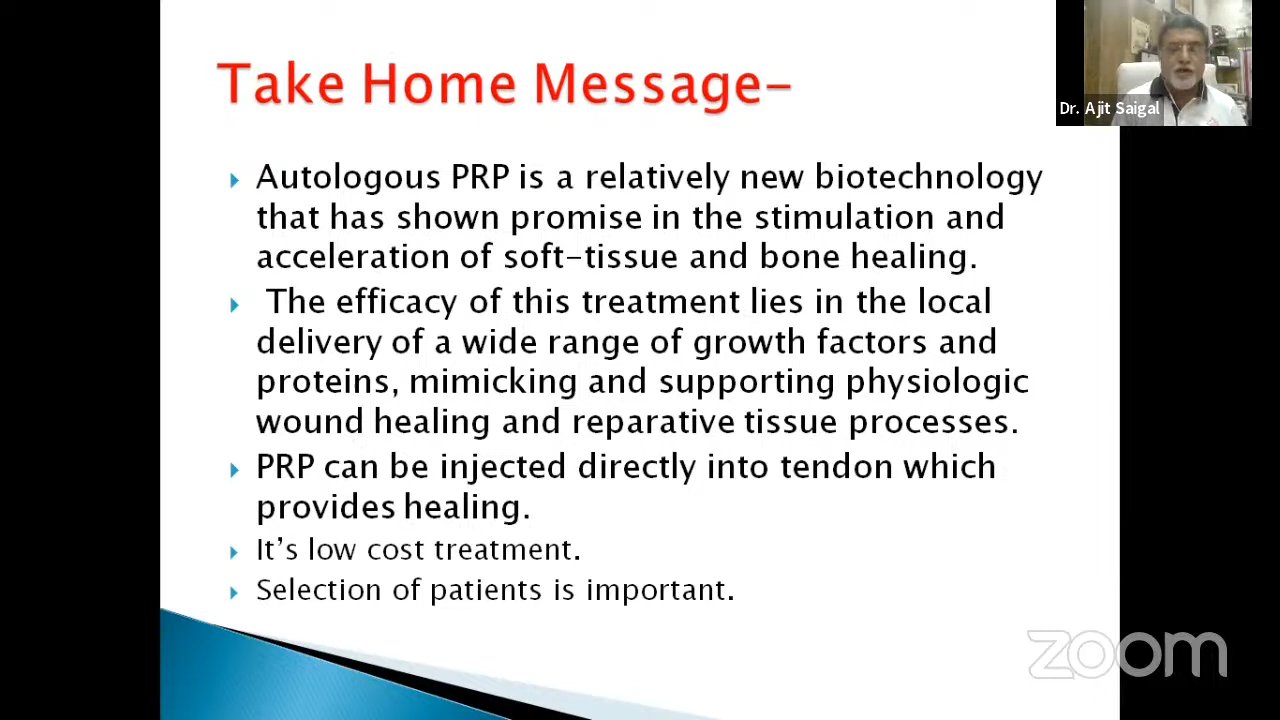 Take Home Message-
Dr. Ajit Saigal
Autologous PRP is a relatively new biotechnology
that has shown promise in the stimulation and
acceleration of soft-tissue and bone healing.
The efficacy of this treatment lies in the local
delivery of a wide range of growth factors and
proteins, mimicking and supporting physiologic
wound healing and reparative tissue processes.
PRP can be injected directly into tendon which
provides healing.
It's low cost treatment.
Selection of patients is important.
zoom